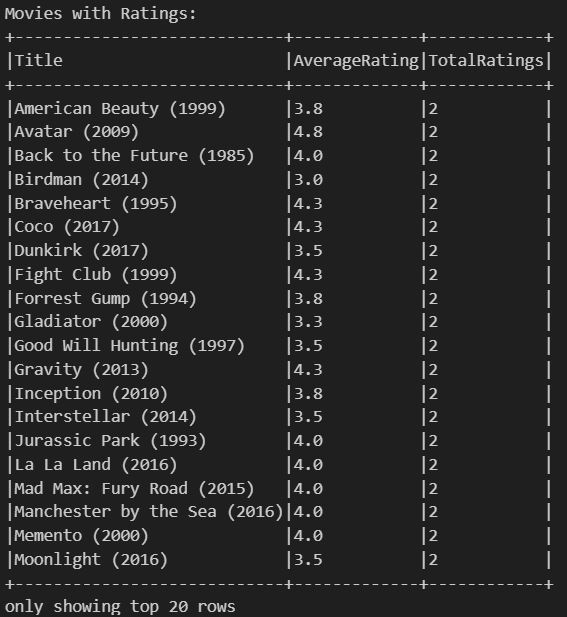 Movies with Ratings:
+----------------------------+-------------+------------+
|Title                       |AverageRating|TotalRatings|
+----------------------------+-------------+------------+
|American Beauty (1999)      |3.8          |2           |
|Avatar (2009)               |4.8          |2           |
|Back to the Future (1985)   |4.0          |2           |
|Birdman (2014)              |3.0          |2           |
|Braveheart (1995)           |4.3          |2           |
|Coco (2017)                 |4.3          |2           |
|Dunkirk (2017)              |3.5          |2           |
|Fight Club (1999)           |4.3          |2           |
|Forrest Gump (1994)         |3.8          |2           |
|Gladiator (2000)            |3.3          |2           |
|Good Will Hunting (1997)    |3.5          |2           |
|Gravity (2013)              |4.3          |2           |
|Inception (2010)            |3.8          |2           |
|Interstellar (2014)         |3.5          |2           |
|Jurassic Park (1993)        |4.0          |2           |
|La La Land (2016)           |4.0          |2           |
|Mad Max: Fury Road (2015)   |4.0          |2           |
|Manchester by the Sea (2016)|4.0          |2           |
|Memento (2000)              |4.0          |2           |
|Moonlight (2016)            |3.5          |2           |
+----------------------------+-------------+------------+
only showing top 20 rows